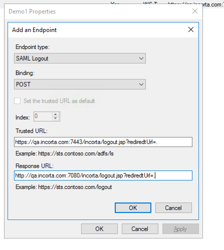 Demo1 Properties
Add an Endpoint
Endpoint type:
SAML Logout
Binding:
POST
Set the trusted URL as default
Index: 0
Trusted URL:
https://qa.incorta.com:7443/incorta/logout.jsp?redirectUrl=.
Example: https://sts.contoso.com/adfs/ls
Response URL:
http://qa.incorta.com:7080/incorta/logout.jsp?redirectUrl=.
Example: https://sts.contoso.com/logout
OK Cancel
OK Cancel Apply